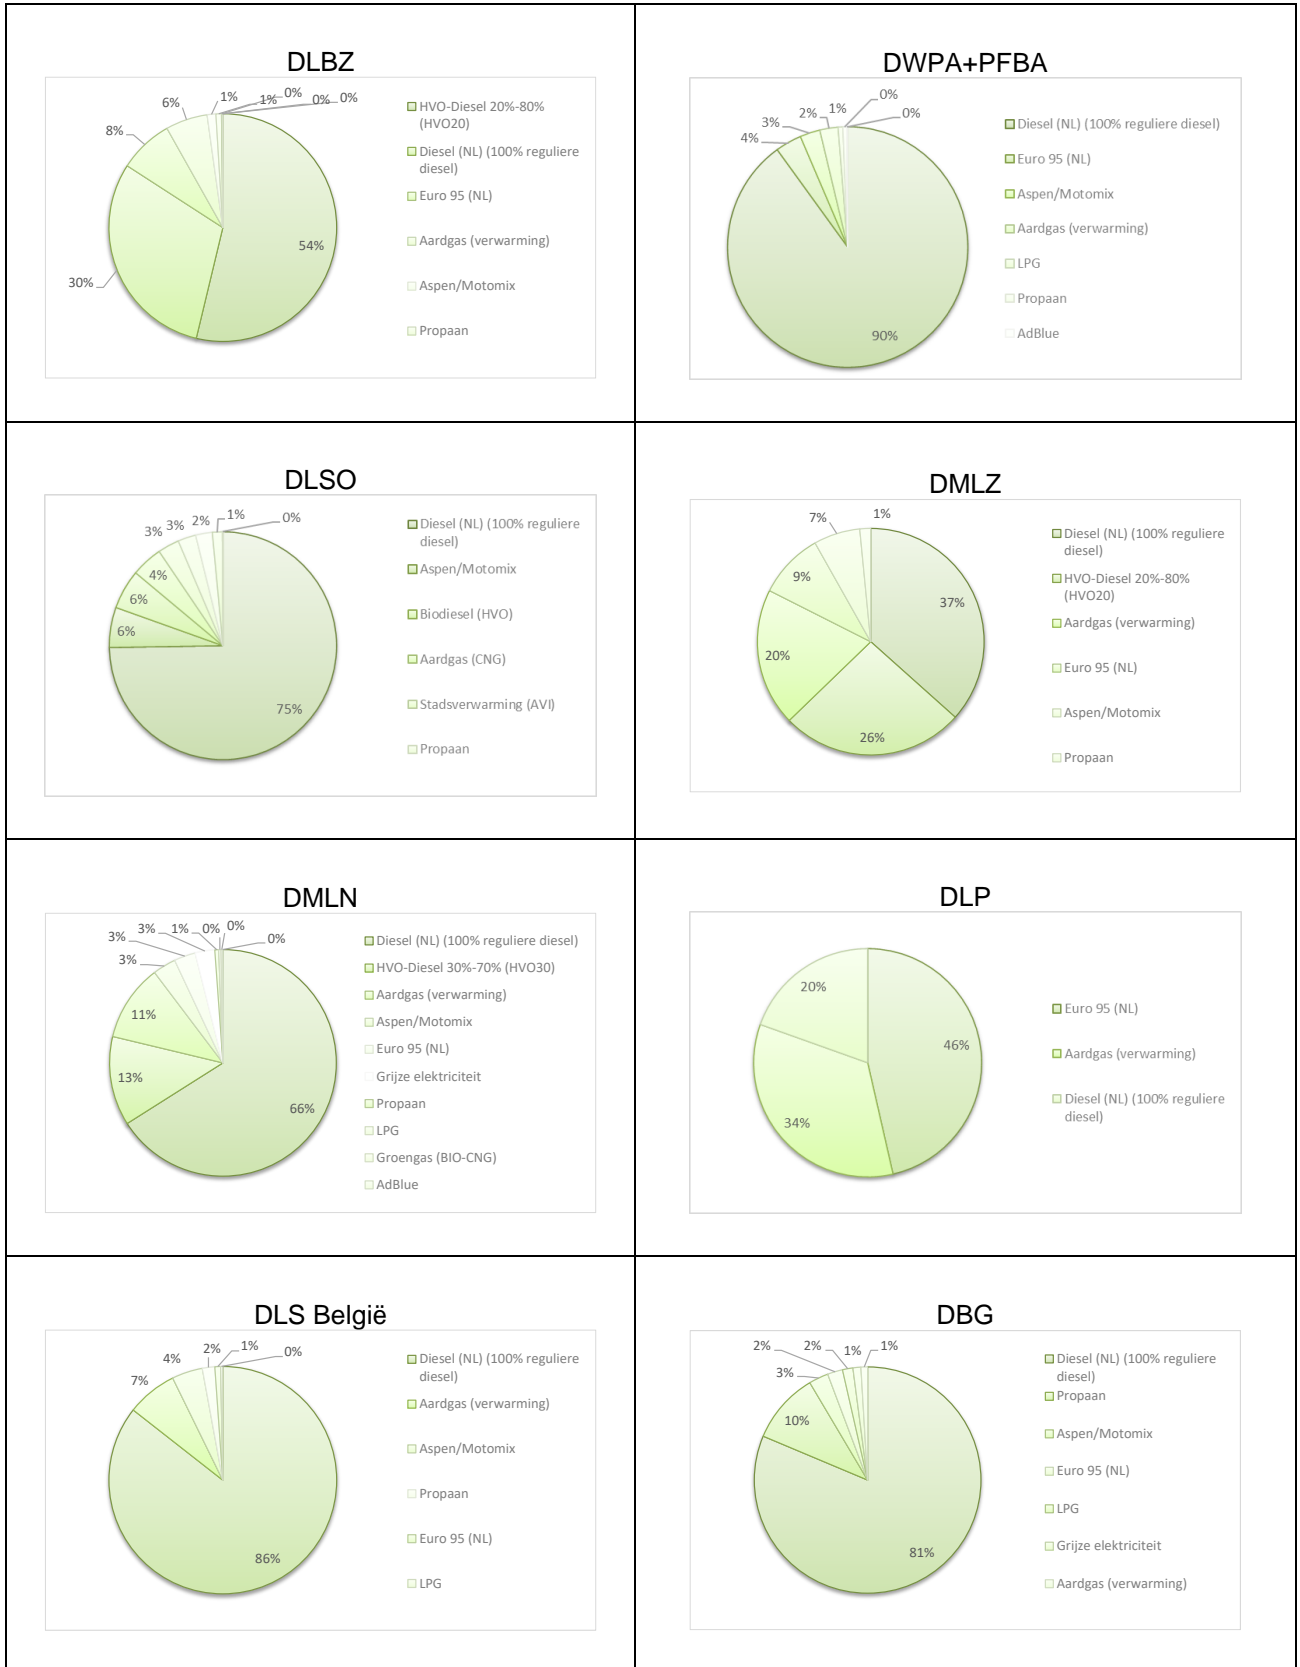 DLBZ
6%
1%
1%
0%
0%
0%
8%
30%
54%
HVO-Diesel 20%-80%
(HVO20)
Diesel (NL) (100% reguliere
diesel)
Euro 95 (NL)
Aardgas (verwarming)
Aspen/Motomix
Propaan
DWPA+PFBA
4%
3%
2%
1%
0%
0%
90%
Diesel (NL) (100% reguliere diesel)
Euro 95 (NL)
Aspen/Motomix
Aardgas (verwarming)
LPG
Propaan
AdBlue
DLSO
3%
3%
2%
1%
0%
4%
6%
6%
75%
Diesel (NL) (100% reguliere
diesel)
Aspen/Motomix
Biodiesel (HVO)
Aardgas (CNG)
Stadsverwarming (AVI)
Propaan
DMLZ
7%
1%
9%
37%
20%
26%
Diesel (NL) (100% reguliere
diesel)
HVO-Diesel 20%-80%
(HVO20)
Aardgas (verwarming)
Euro 95 (NL)
Aspen/Motomix
Propaan
DMLN
3%
3%
3%
1%
0%
0%
0%
11%
13%
66%
Diesel (NL) (100% reguliere diesel)
HVO-Diesel 30%-70% (HVO30)
Aardgas (verwarming)
Aspen/Motomix
Euro 95 (NL)
Grijze elektriciteit
Propaan
LPG
Groengas (BIO-CNG)
AdBlue
DLP
20%
46%
34%
Euro 95 (NL)
Aardgas (verwarming)
Diesel (NL) (100% reguliere
diesel)
DLS België
7%
4%
2%
1%
0%
86%
Diesel (NL) (100% reguliere
diesel)
Aardgas (verwarming)
Aspen/Motomix
Propaan
Euro 95 (NL)
LPG
DBG
3%
2%
2%
1%
1%
10%
81%
Diesel (NL) (100% reguliere
diesel)
Propaan
Aspen/Motomix
Euro 95 (NL)
LPG
Grijze elektriciteit
Aardgas (verwarming)